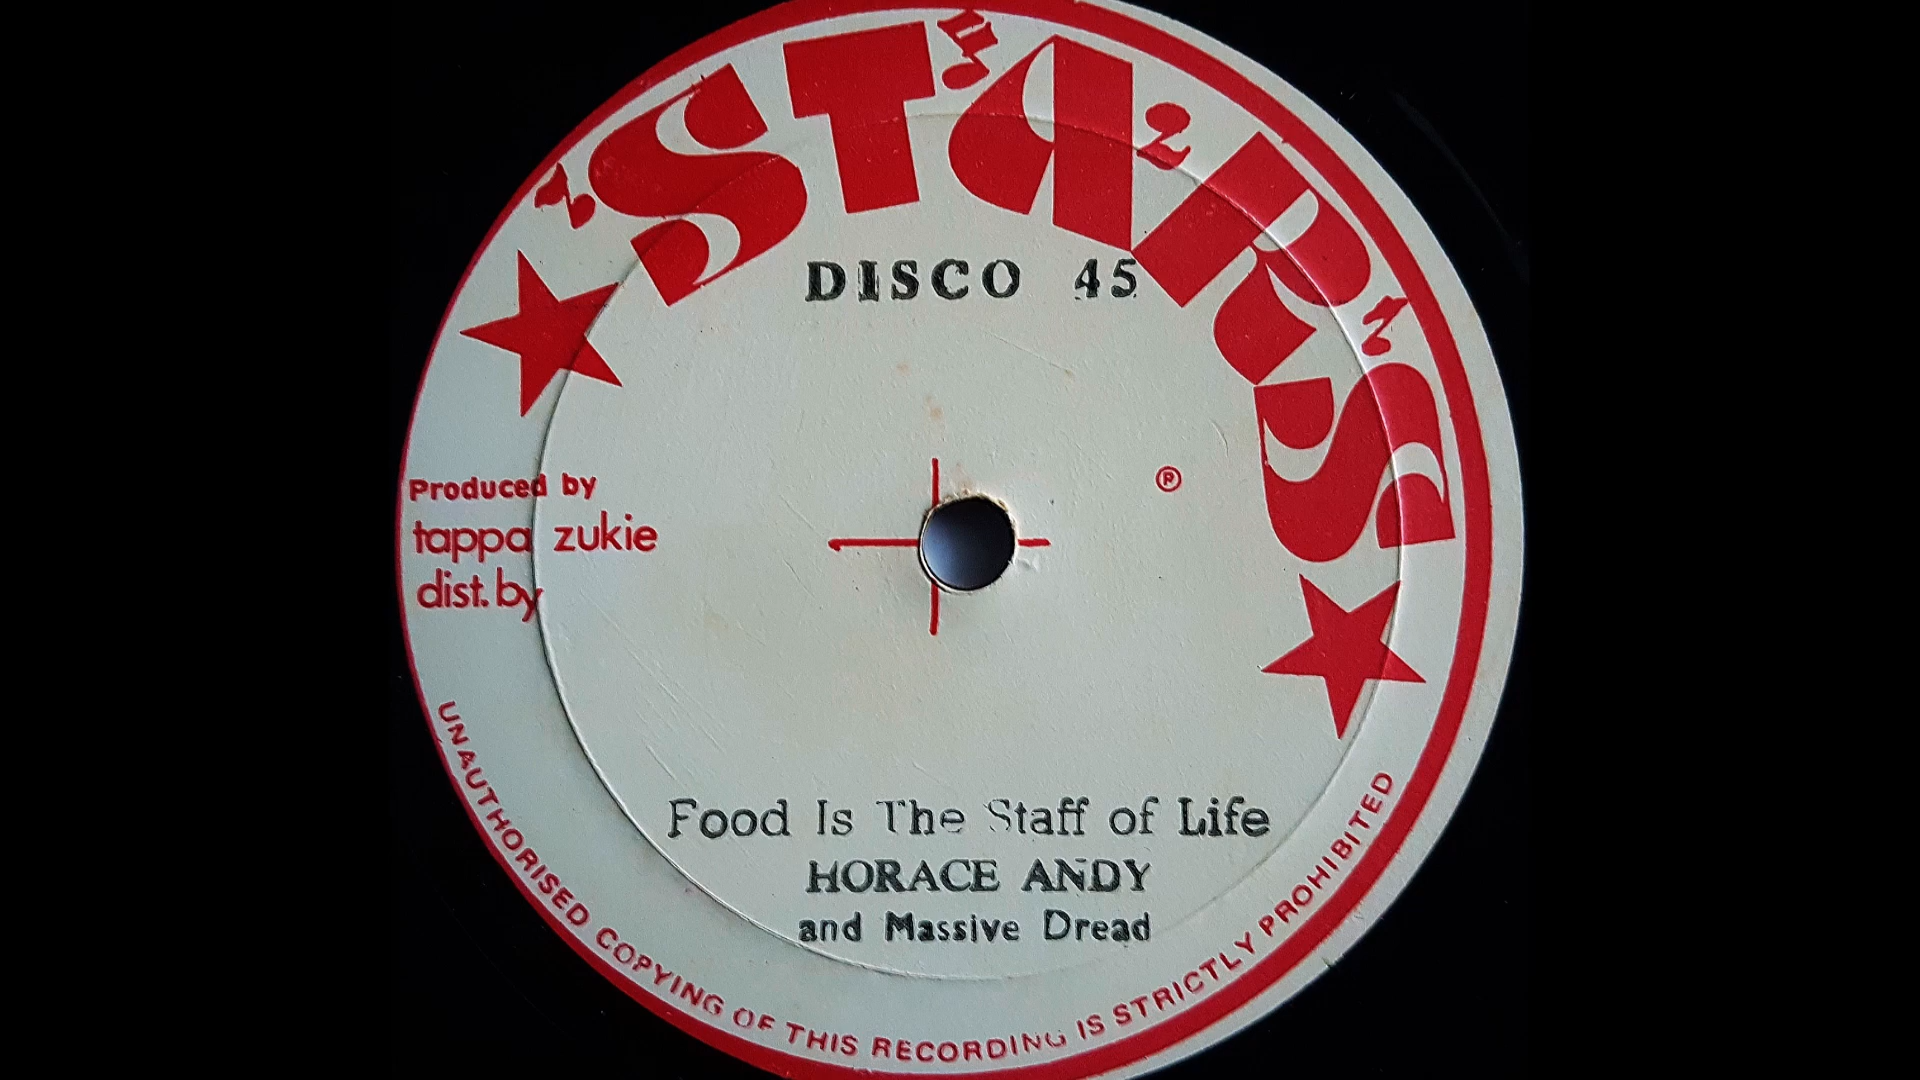 STARS
DISCO 45
Produced by
tappa zukie
dist. by
®
Food Is The Staff of Life
HORACE ANDY
and Massive Dread
UNAUTHORISED COPYING OF THIS RECORDING IS STRICTLY PROHIBITED